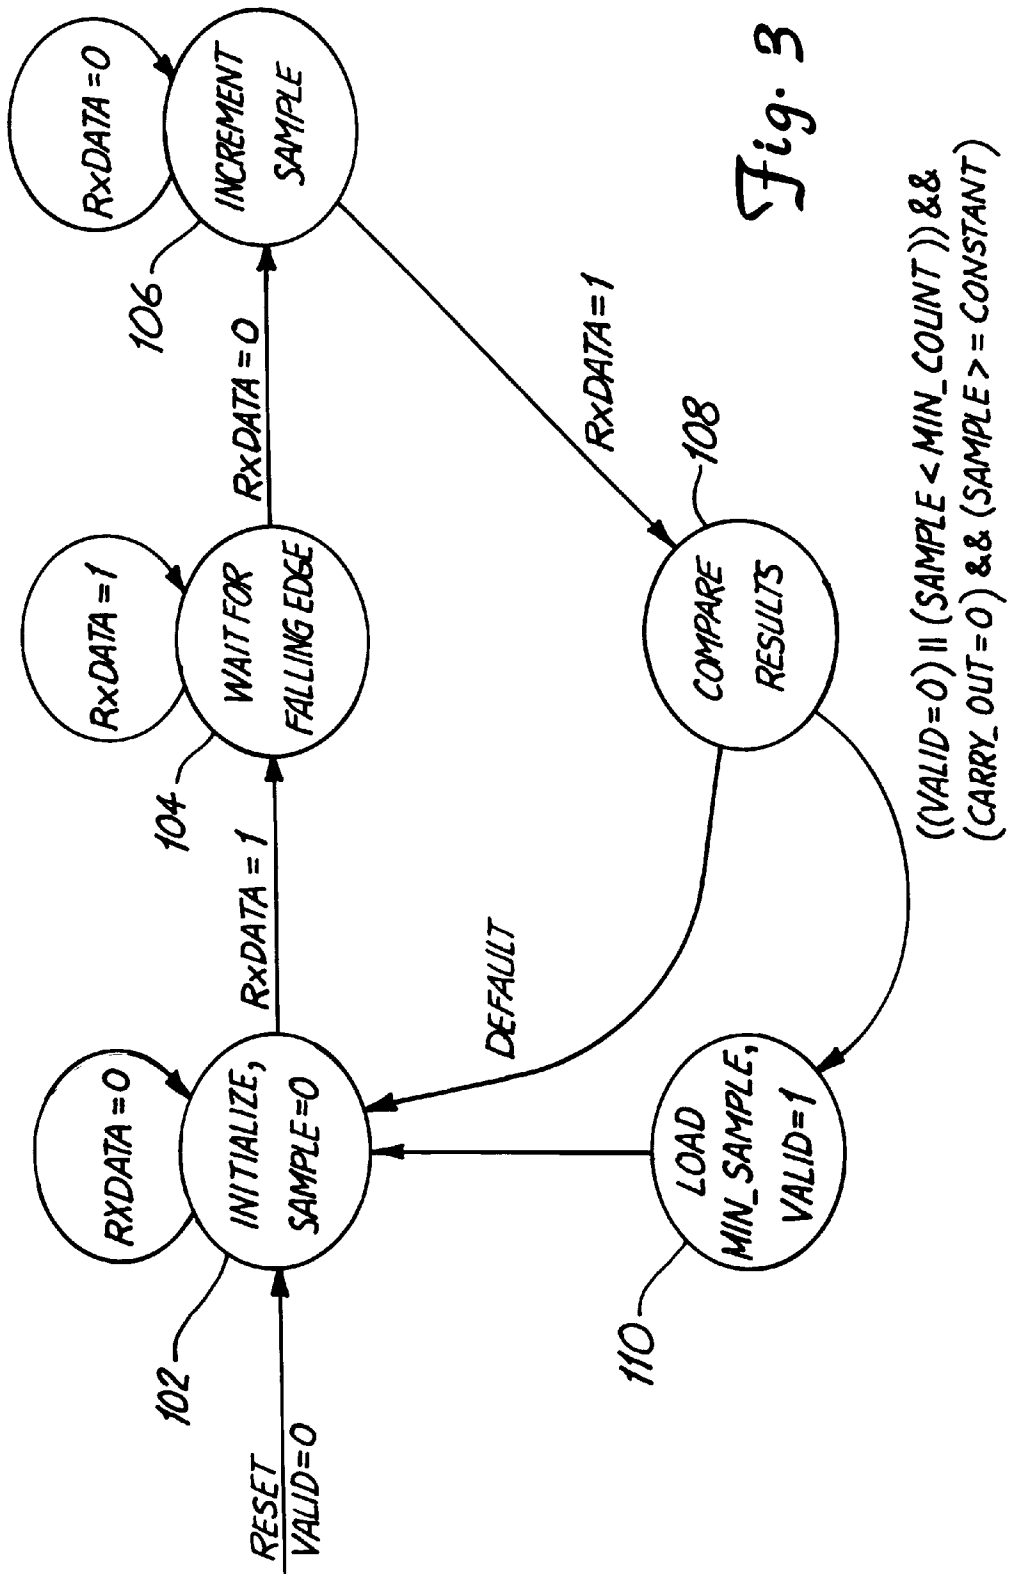 RXDATA=0
RxDATA=1
RxDATA=0
RESET
VALID=0
102
INITIALIZE,
SAMPLE=0
RxDATA=1
104
WAIT FOR
FALLING EDGE
RxDATA=0
106
INCREMENT
SAMPLE
DEFAULT
RxDATA=1
110
LOAD
MIN_SAMPLE,
VALID=1
COMPARE
RESULTS
108
((VALID=0) || (SAMPLE < MIN_COUNT)) &&
(CARRY_OUT=0) && (SAMPLE >= CONSTANT)
Fig. 3